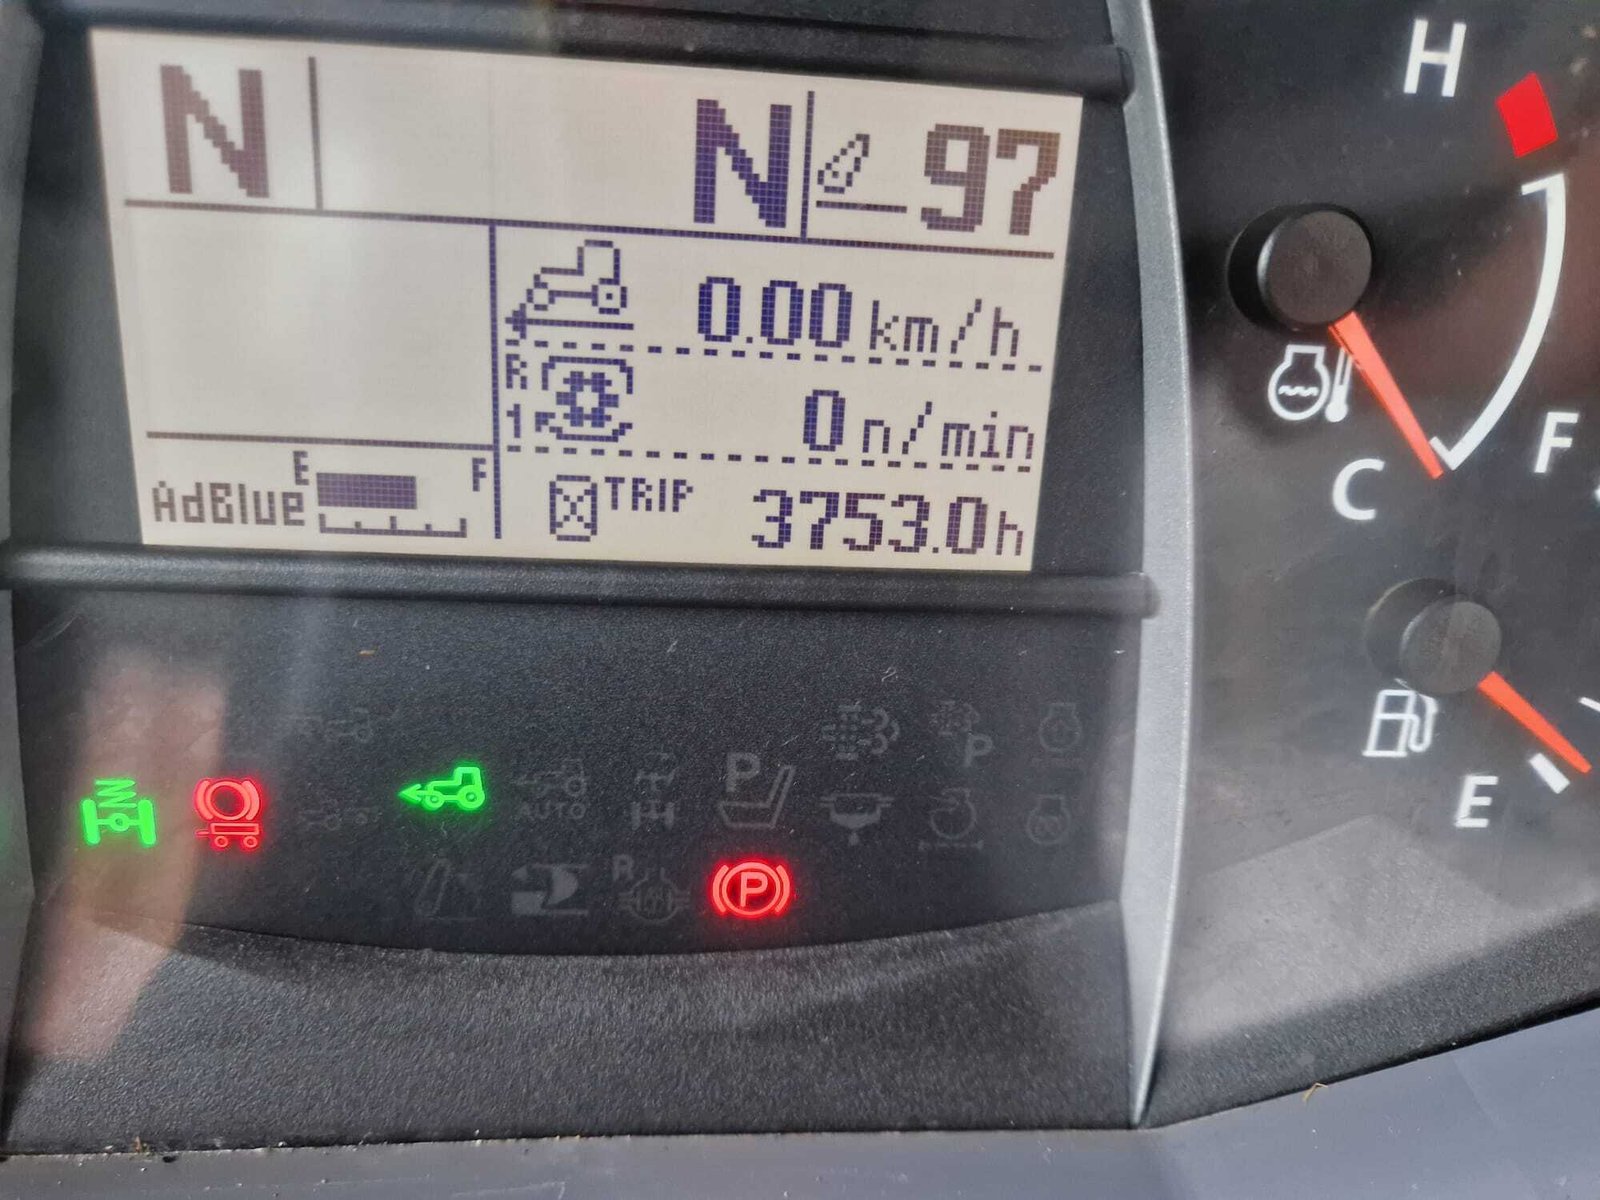 N N 97
0.00 km/h
R
1
0 n/min
E F
AdBlue
TRIP 3753.0h
H
C
F
E
N
P
P
AUTO
R
P